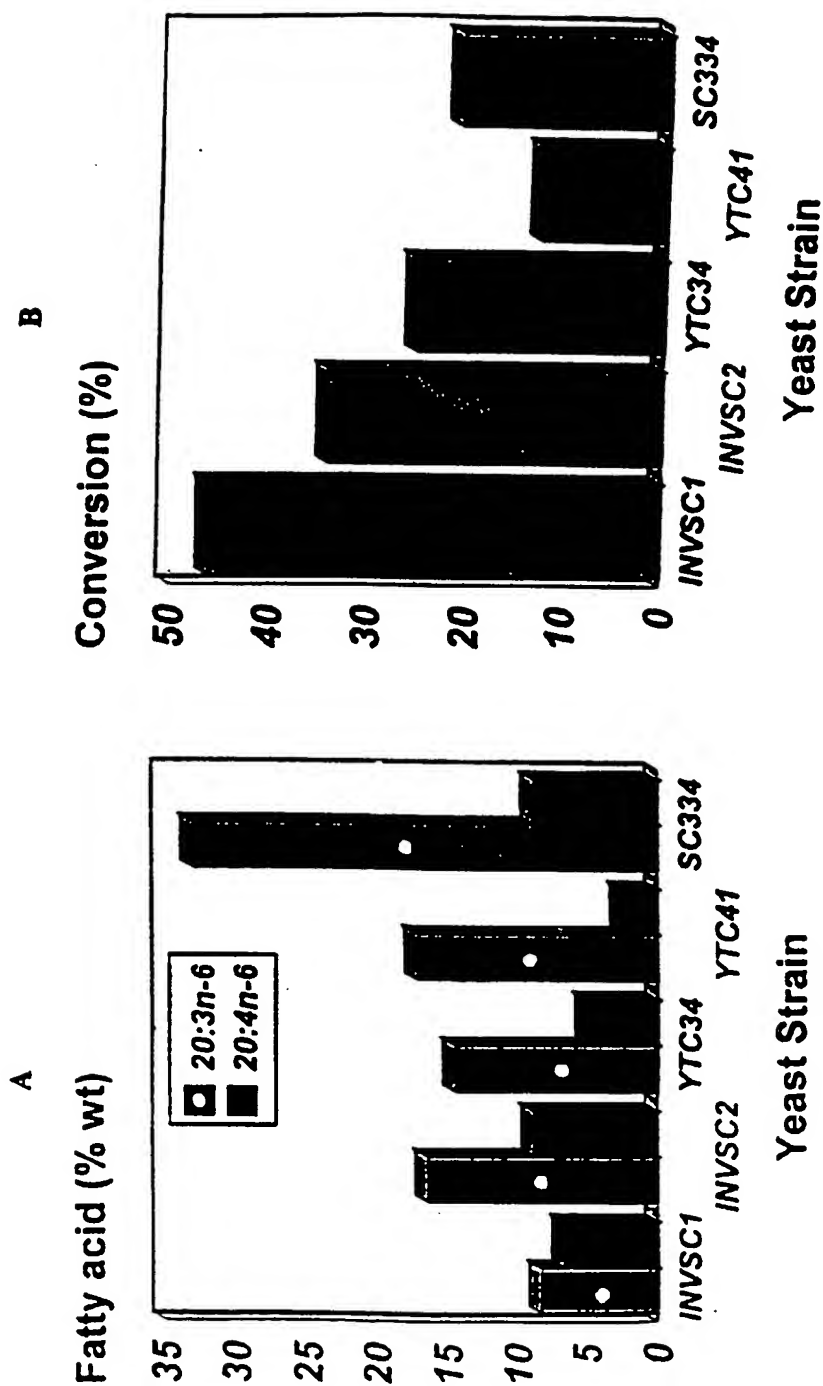 A
Fatty acid (% wt)
35
30
25
20
15
10
5
0
20:3n-6
20:4n-6
INVSC1
INVSC2
YTC34
YTC41
SC334
Yeast Strain
B
Conversion (%)
50
40
30
20
10
0
INVSC1
INVSC2
YTC34
YTC41
SC334
Yeast Strain